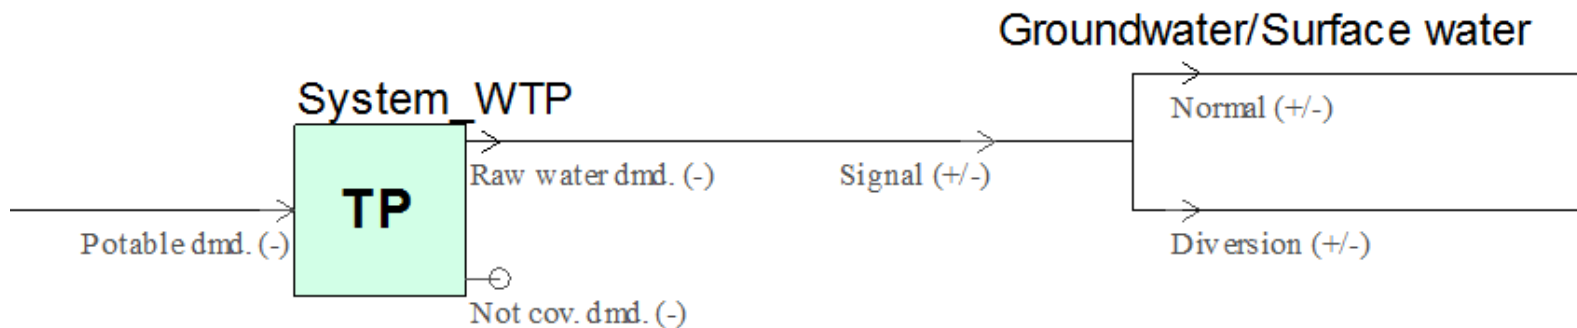 Groundwater/Surface water
System_WTP
Normal (+/-)
TP
Raw water dmd. (-)
Signal (+/-)
Potable dmd. (-)
Diversion (+/-)
Not cov. dmd. (-)